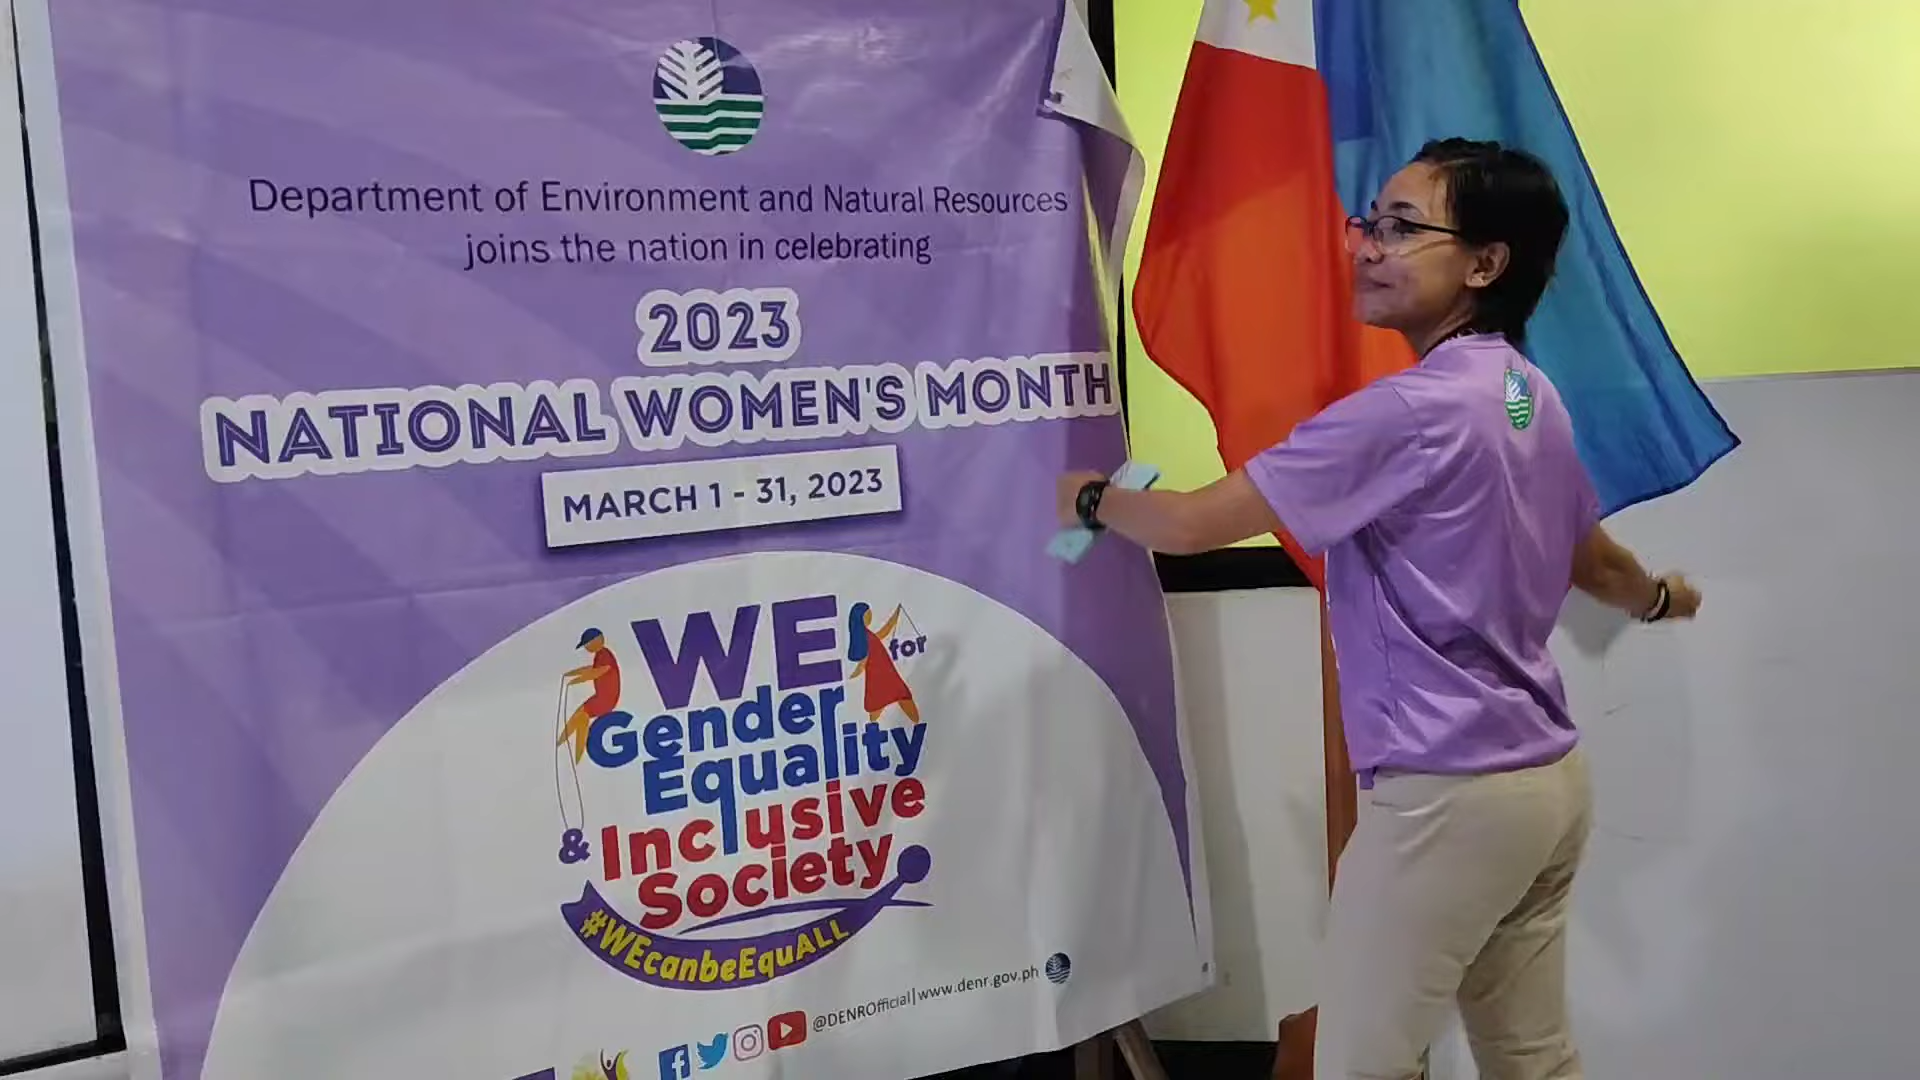 Department of Environment and Natural Resources
joins the nation in celebrating
2023
NATIONAL WOMEN'S MONTH
MARCH 1 - 31, 2023
WE for
Gender
Equality
& Inclusive
Society
#WEcanbeEquALL
@DENROfficial|www.denr.gov.ph